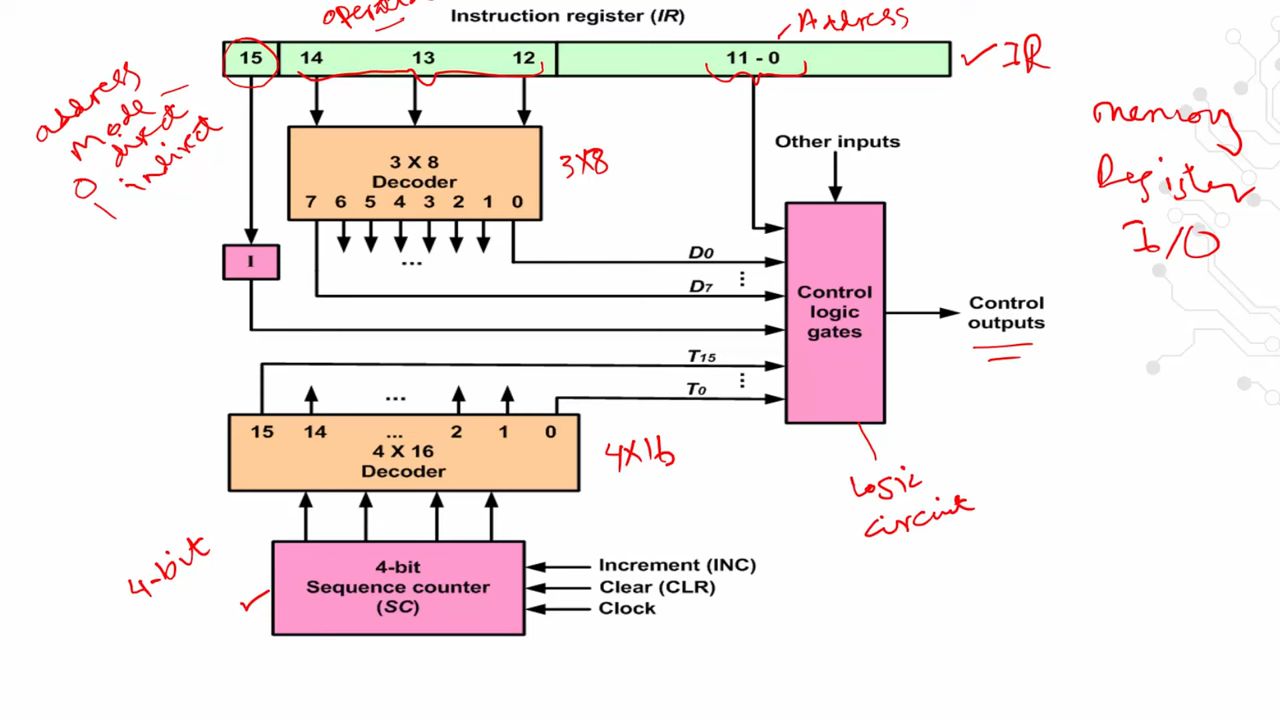 Instruction register (IR)
Address
15 14 13 12 11 - 0
IR
address
Mode –
0 direct
1 indirect
memory
Register
I/O
3 X 8
Decoder
7 6 5 4 3 2 1 0
3X8
Other inputs
...
I
D0
⋮
D7
Control
logic
gates
Control
outputs
T15
⋮
T0
...
15 14 ... 2 1 0
4 X 16
Decoder
4X16
Logic
circuit
4-bit
4-bit
Sequence counter
(SC)
Increment (INC)
Clear (CLR)
Clock